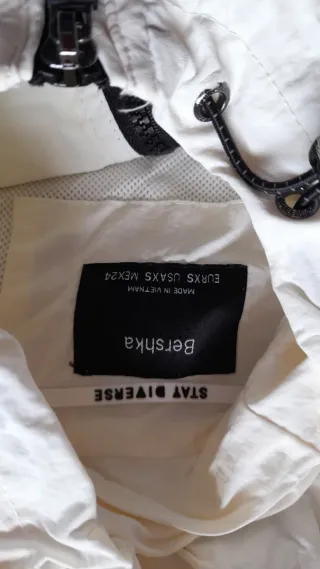 STAY DIVERSE
Bershka
MADE IN VIETNAM
EURXS USAXS MEX24